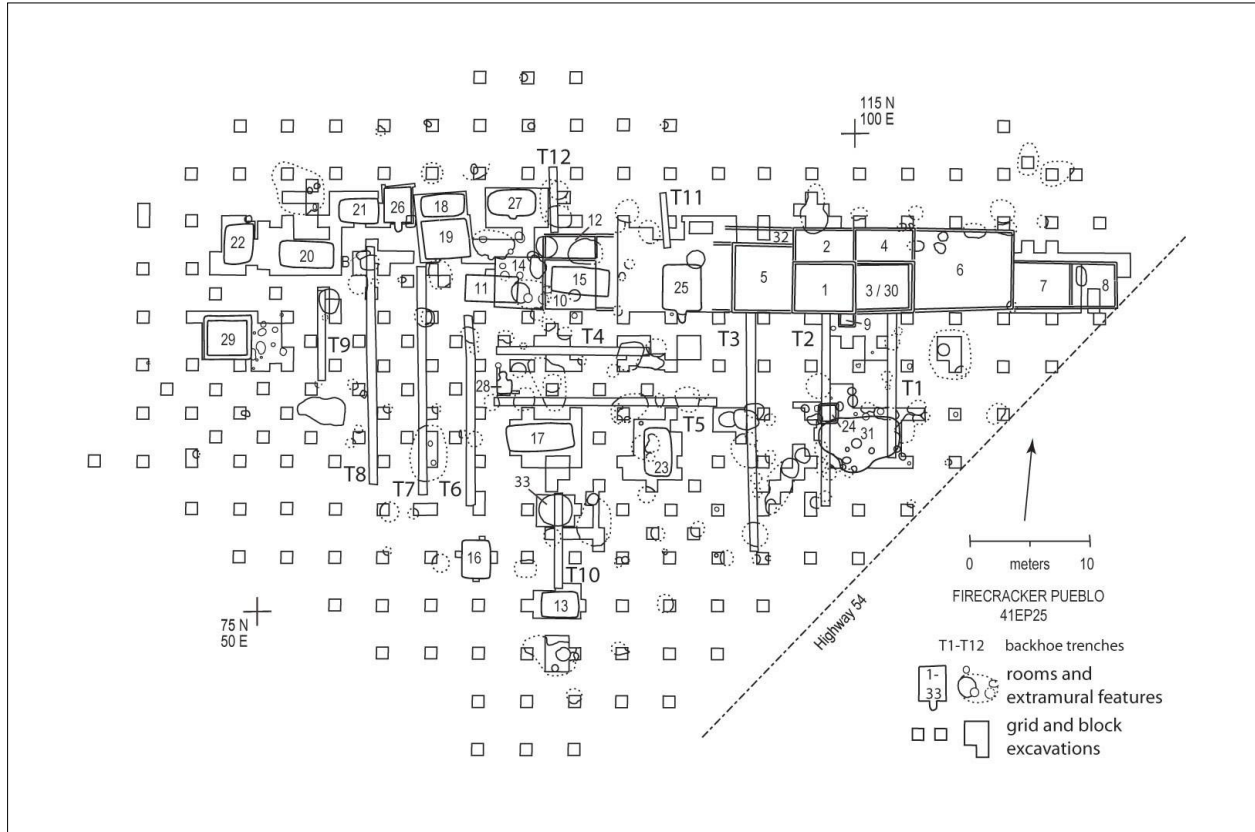 115 N
100 E
T12
T11
26
21
18
27
12
22
19
32
2
4
20
14
5
6
15
25
11
10
1
3 / 30
7
8
9
29
T9
T4
T3
T2
28
T1
T5
24
17
31
23
T8
T7
T6
33
16
T10
13
75 N
50 E
0 meters 10
FIRECRACKER PUEBLO
41EP25
Highway 54
T1-T12 backhoe trenches
1-
33
rooms and
extramural features
grid and block
excavations